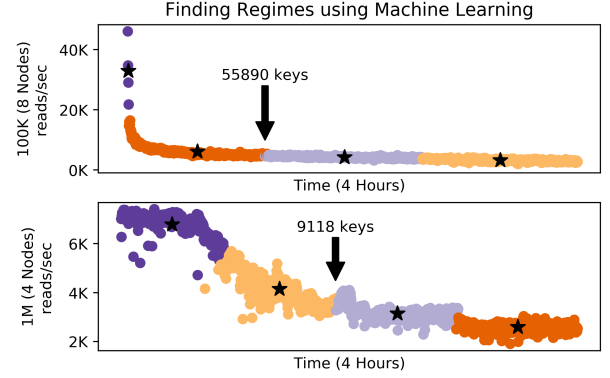 Finding Regimes using Machine Learning
100K (8 Nodes)
reads/sec
40K
20K
0K
55890 keys
Time (4 Hours)
1M (4 Nodes)
reads/sec
6K
4K
2K
9118 keys
Time (4 Hours)